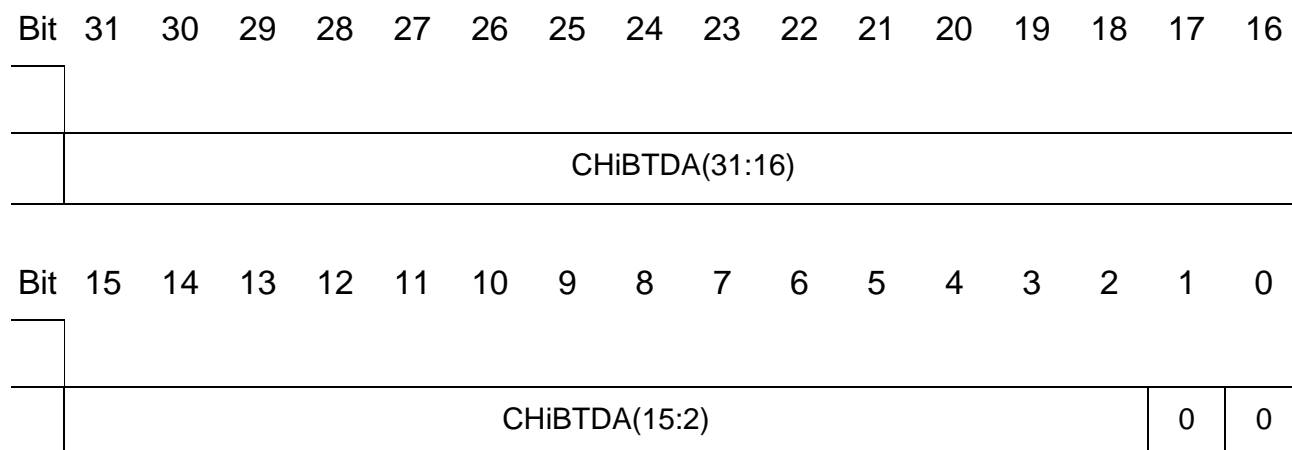 Bit 31 30 29 28 27 26 25 24 23 22 21 20 19 18 17 16
CHiBTDA(31:16)
Bit 15 14 13 12 11 10 9 8 7 6 5 4 3 2 1 0
CHiBTDA(15:2) 0 0